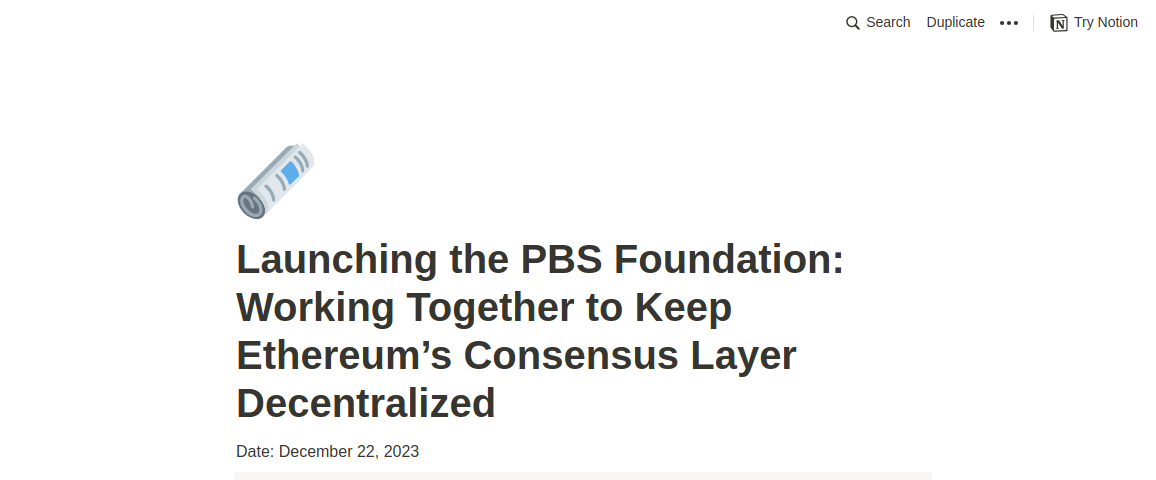 Search Duplicate ••• Try Notion
Launching the PBS Foundation:
Working Together to Keep
Ethereum’s Consensus Layer
Decentralized
Date: December 22, 2023